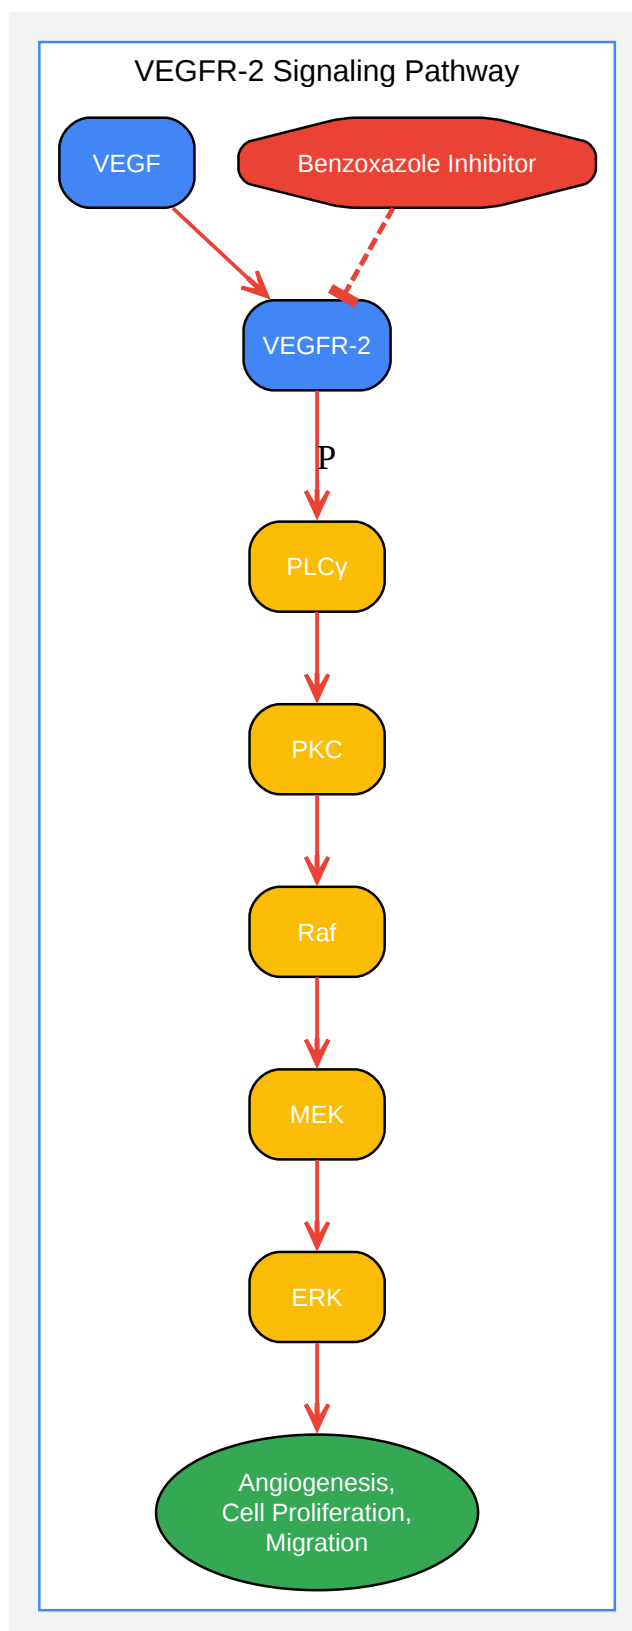 VEGFR-2 Signaling Pathway
VEGF
Benzoxazole Inhibitor
VEGFR-2
P
PLCγ
PKC
Raf
MEK
ERK
Angiogenesis,
Cell Proliferation,
Migration